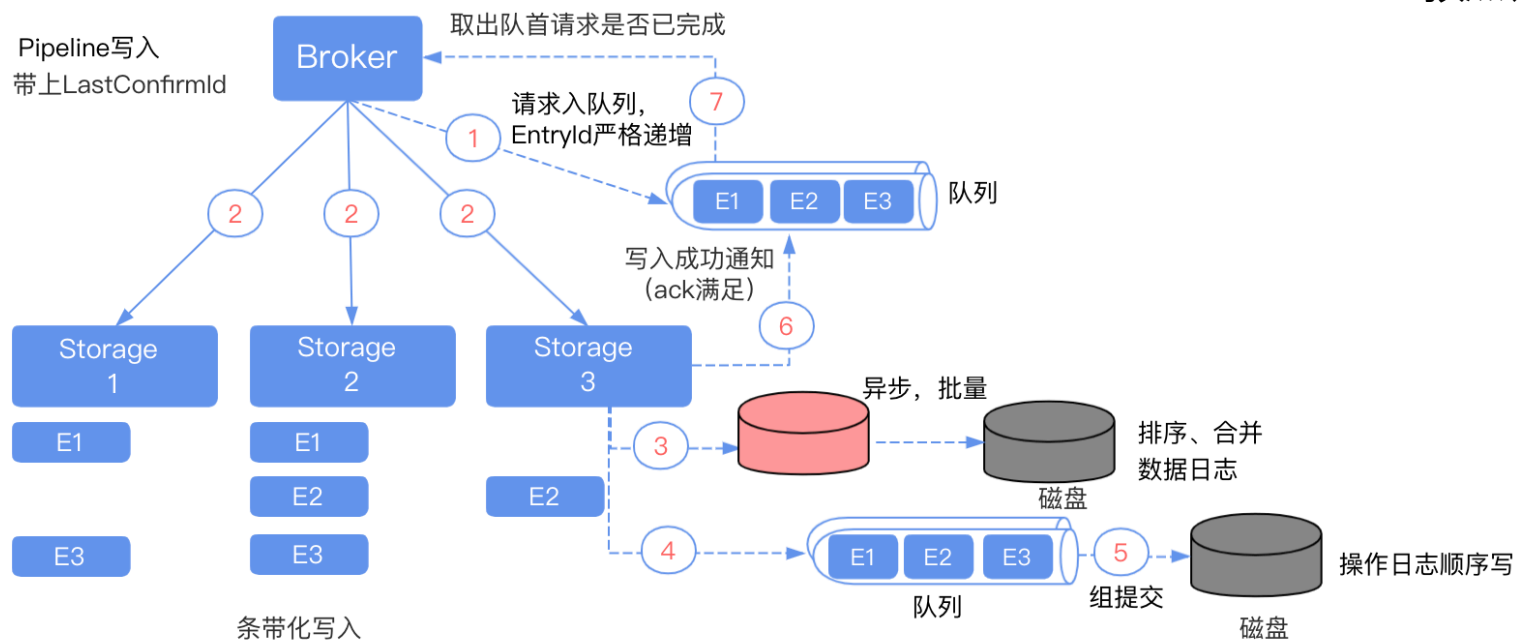 取出队首请求是否已完成
Pipeline写入
带上LastConfirmId
Broker
7
请求入队列，
EntryId严格递增
1
E1
E2
E3
队列
2
2
2
写入成功通知
（ack满足）
6
Storage
1
Storage
2
Storage
3
异步，批量
3
排序、合并
数据日志
磁盘
E1
E1
E2
E2
E3
E3
4
E1
E2
E3
5
操作日志顺序写
组提交
队列
条带化写入
磁盘